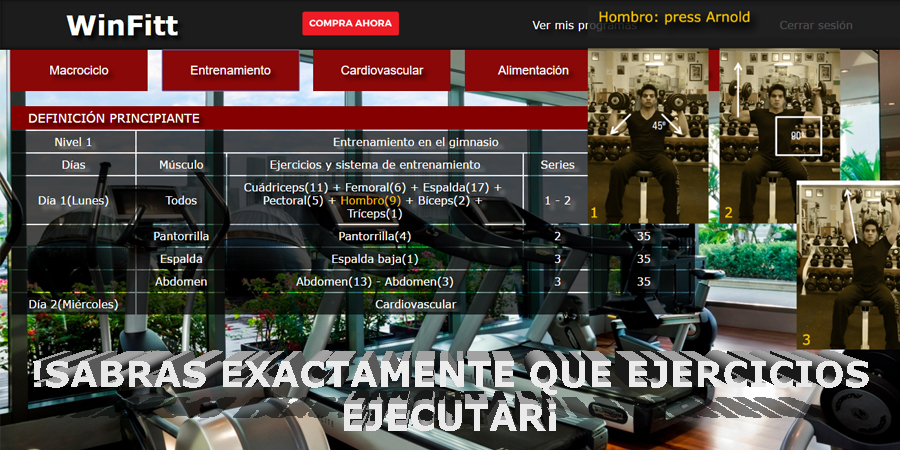 WinFitt
COMPRA AHORA
Ver mis programas
Cerrar sesión
Hombro: press Arnold
Macrociclo
Entrenamiento
Cardiovascular
Alimentación
DEFINICIÓN PRINCIPIANTE
Nivel 1 Entrenamiento en el gimnasio
Días Músculo Ejercicios y sistema de entrenamiento Series
Día 1(Lunes) Todos Cuádriceps(11) + Femoral(6) + Espalda(17) +
Pectoral(5) + Hombro(9) + Bíceps(2) +
Tríceps(1) 1 - 2
Pantorrilla Pantorrilla(4) 2 35
Espalda Espalda baja(1) 3 35
Abdomen Abdomen(13) - Abdomen(3) 3 35
Día 2(Miércoles) Cardiovascular
45°
1
90°
2
3
!SABRAS EXACTAMENTE QUE EJERCICIOS
EJECUTAR¡